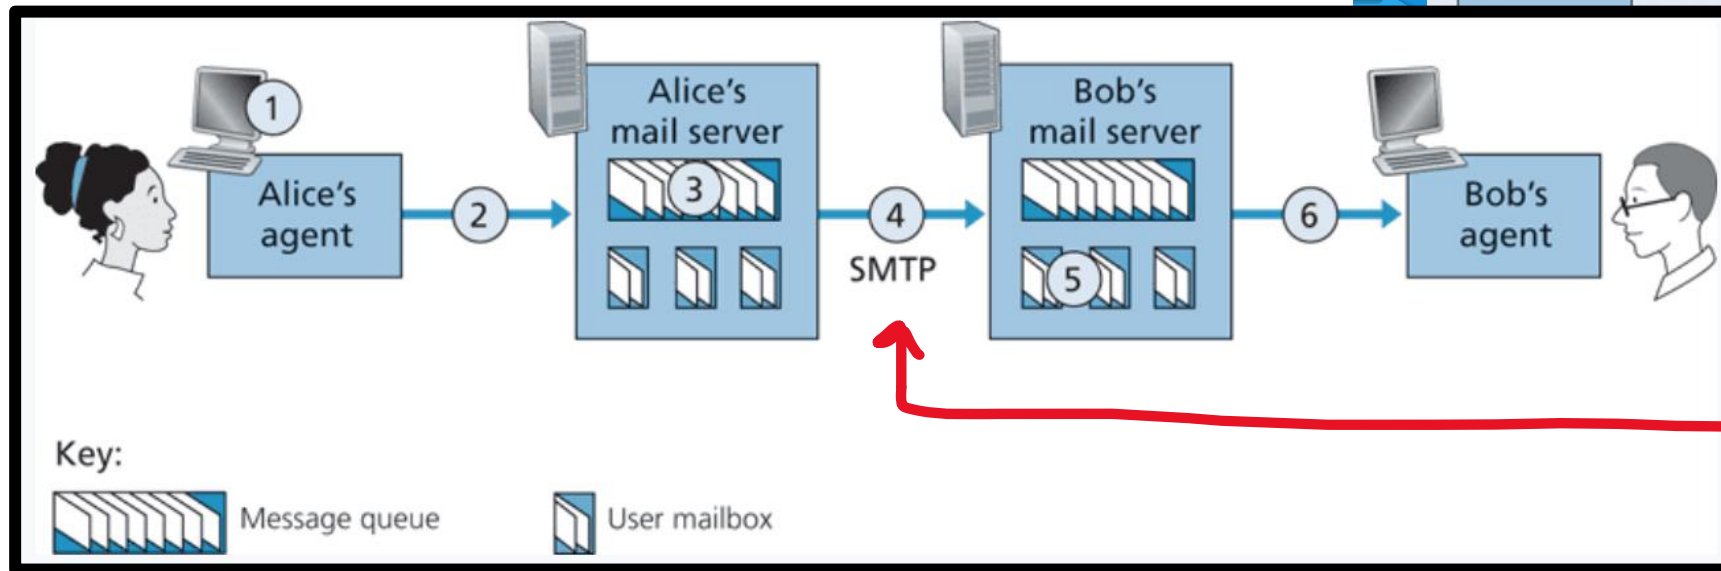 1
Alice's
agent
2
Alice's
mail server
3
4
SMTP
Bob's
mail server
5
6
Bob's
agent
Key:
Message queue
User mailbox